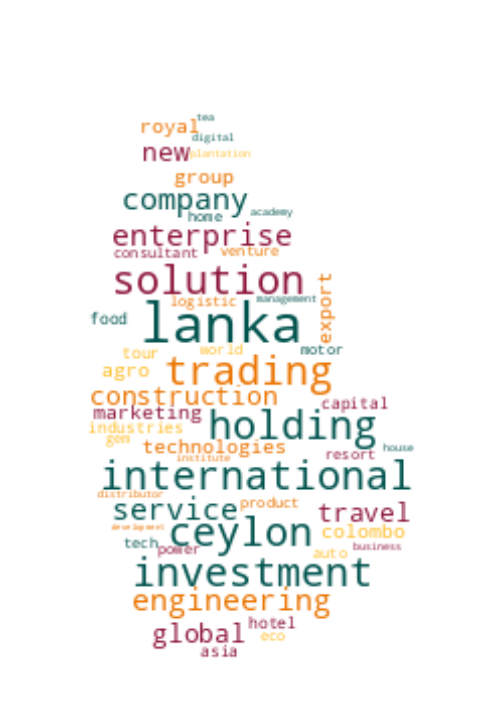 tea
royal
digital
new plantation
group
company
home academy
enterprise
consultant venture
solution
export
logistic management
food lanka
tour world motor
agro trading
construction
marketing capital
industries holding
gem
technologies house
institute resort
international
distributor
service product
travel
development ceylon colombo
tech power auto business
investment
engineering
global hotel
eco
asia